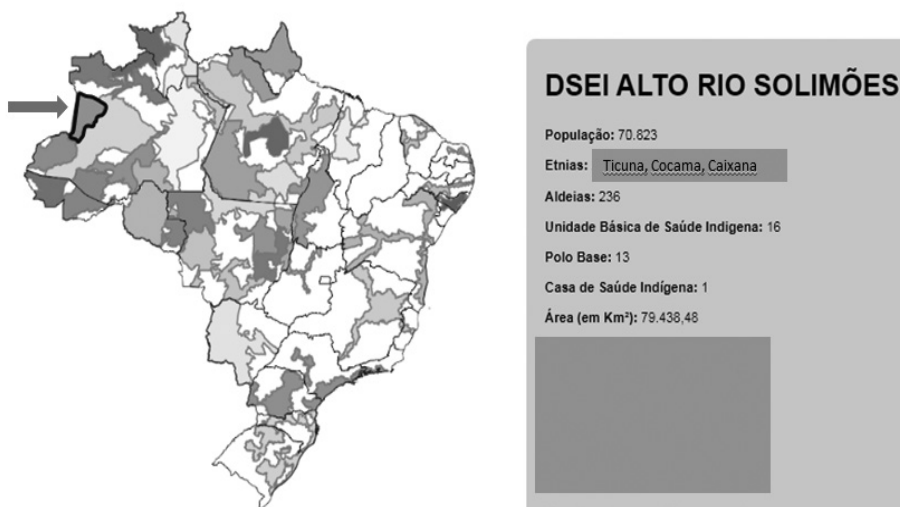 DSEI ALTO RIO SOLIMÕES
População: 70.823
Etnias: Ticuna, Cocama, Caixana
Aldeias: 236
Unidade Básica de Saúde Indigena: 16
Polo Base: 13
Casa de Saúde Indígena: 1
Área (em Km²): 79.438,48